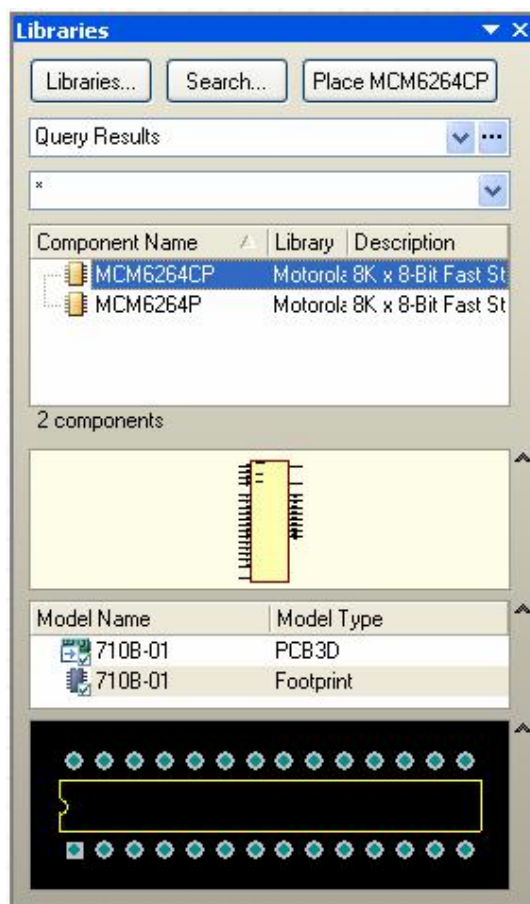 Libraries
Libraries... Search... Place MCM6264CP
Query Results
*
Component Name Library Description
MCM6264CP Motorola 8K x 8-Bit Fast St
MCM6264P Motorola 8K x 8-Bit Fast St
2 components
Model Name Model Type
710B-01 PCB3D
710B-01 Footprint